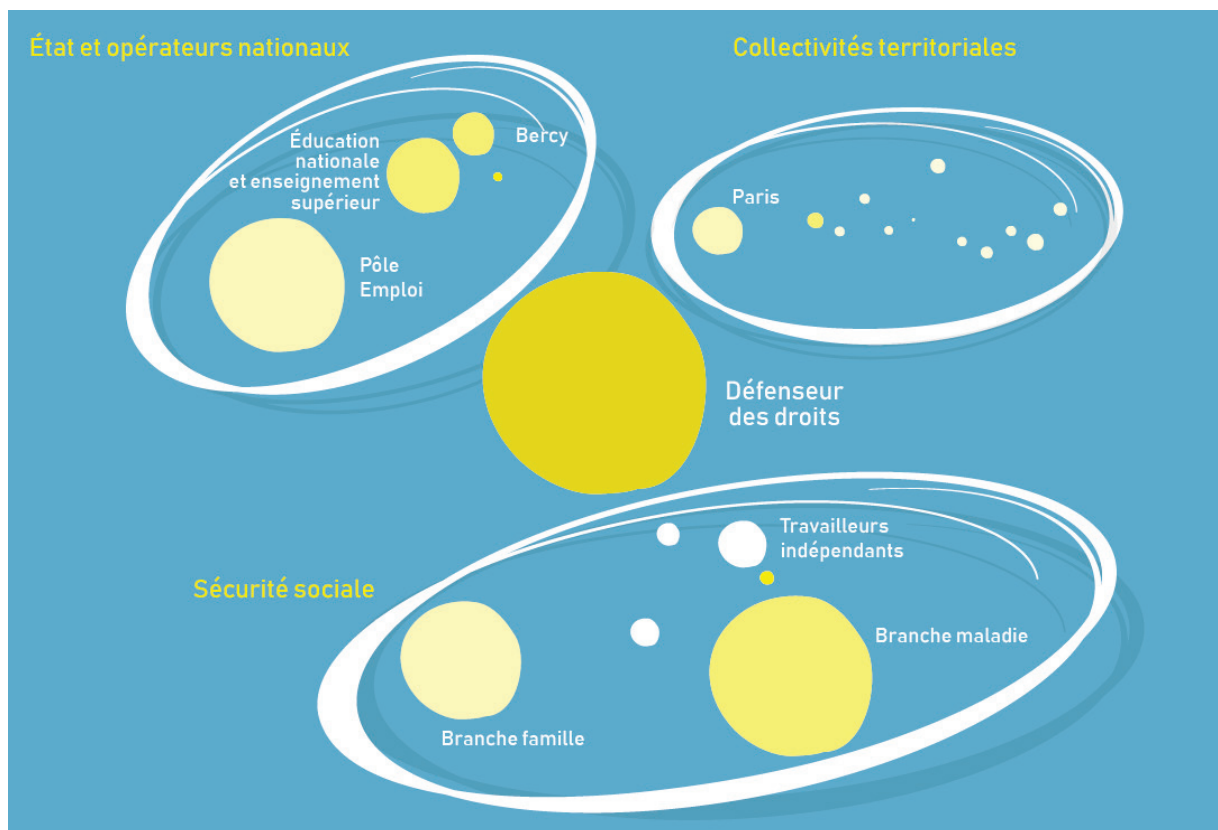 État et opérateurs nationaux
Collectivités territoriales
Éducation
nationale
et enseignement
supérieur
Bercy
Paris
Pôle
Emploi
Défenseur
des droits
Travailleurs
indépendants
Sécurité sociale
Branche maladie
Branche famille